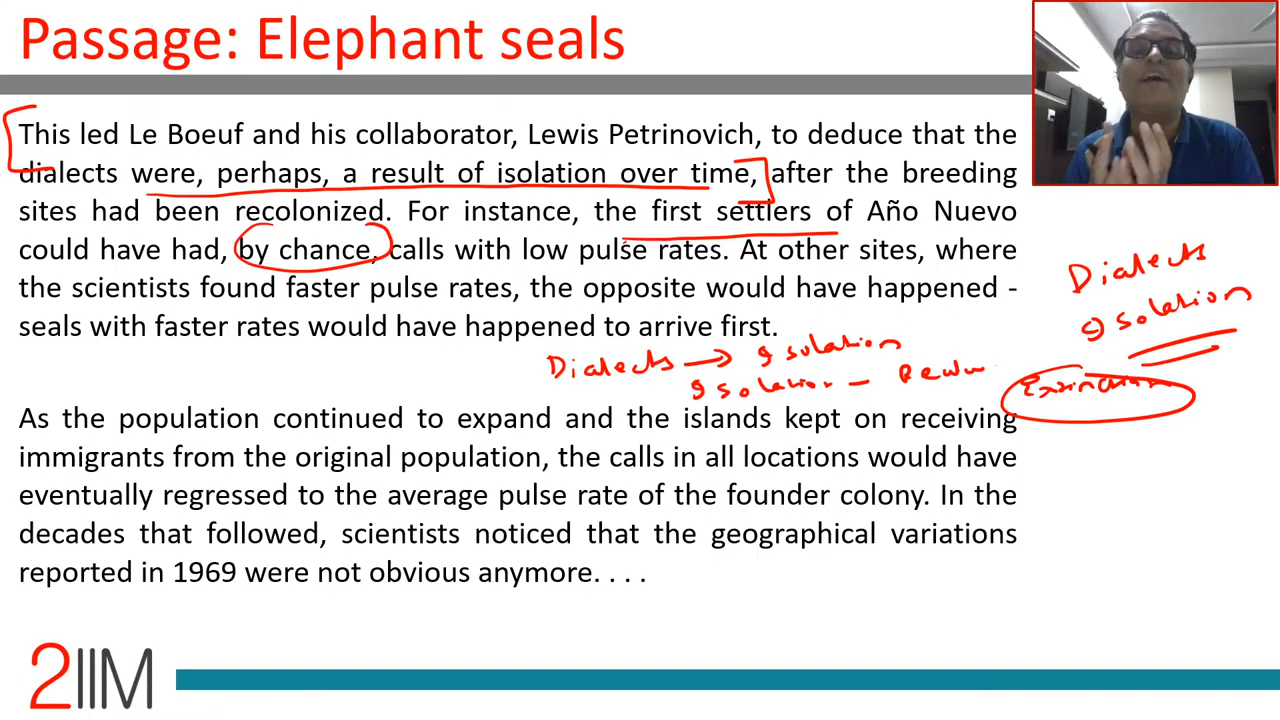 Passage: Elephant seals
This led Le Boeuf and his collaborator, Lewis Petrinovich, to deduce that the
dialects were, perhaps, a result of isolation over time, after the breeding
sites had been recolonized. For instance, the first settlers of Año Nuevo
could have had, by chance, calls with low pulse rates. At other sites, where
the scientists found faster pulse rates, the opposite would have happened -
seals with faster rates would have happened to arrive first.
Dialects
Isolation
Dialects → Isolation
Isolation -
As the population continued to expand and the islands kept on receiving
immigrants from the original population, the calls in all locations would have
eventually regressed to the average pulse rate of the founder colony. In the
decades that followed, scientists noticed that the geographical variations
reported in 1969 were not obvious anymore. . . .
2IIM